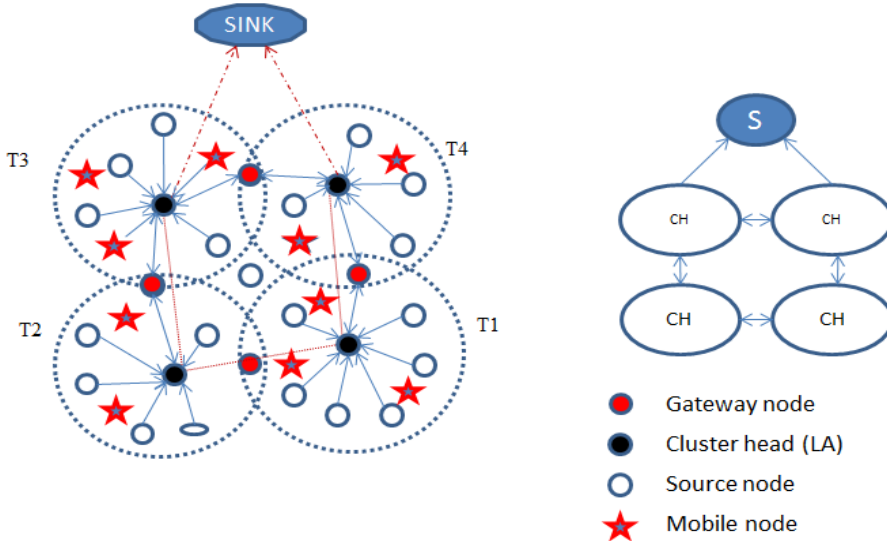 SINK
T3
T4
T2
T1
S
CH
CH
CH
CH
Gateway node
Cluster head (LA)
Source node
Mobile node